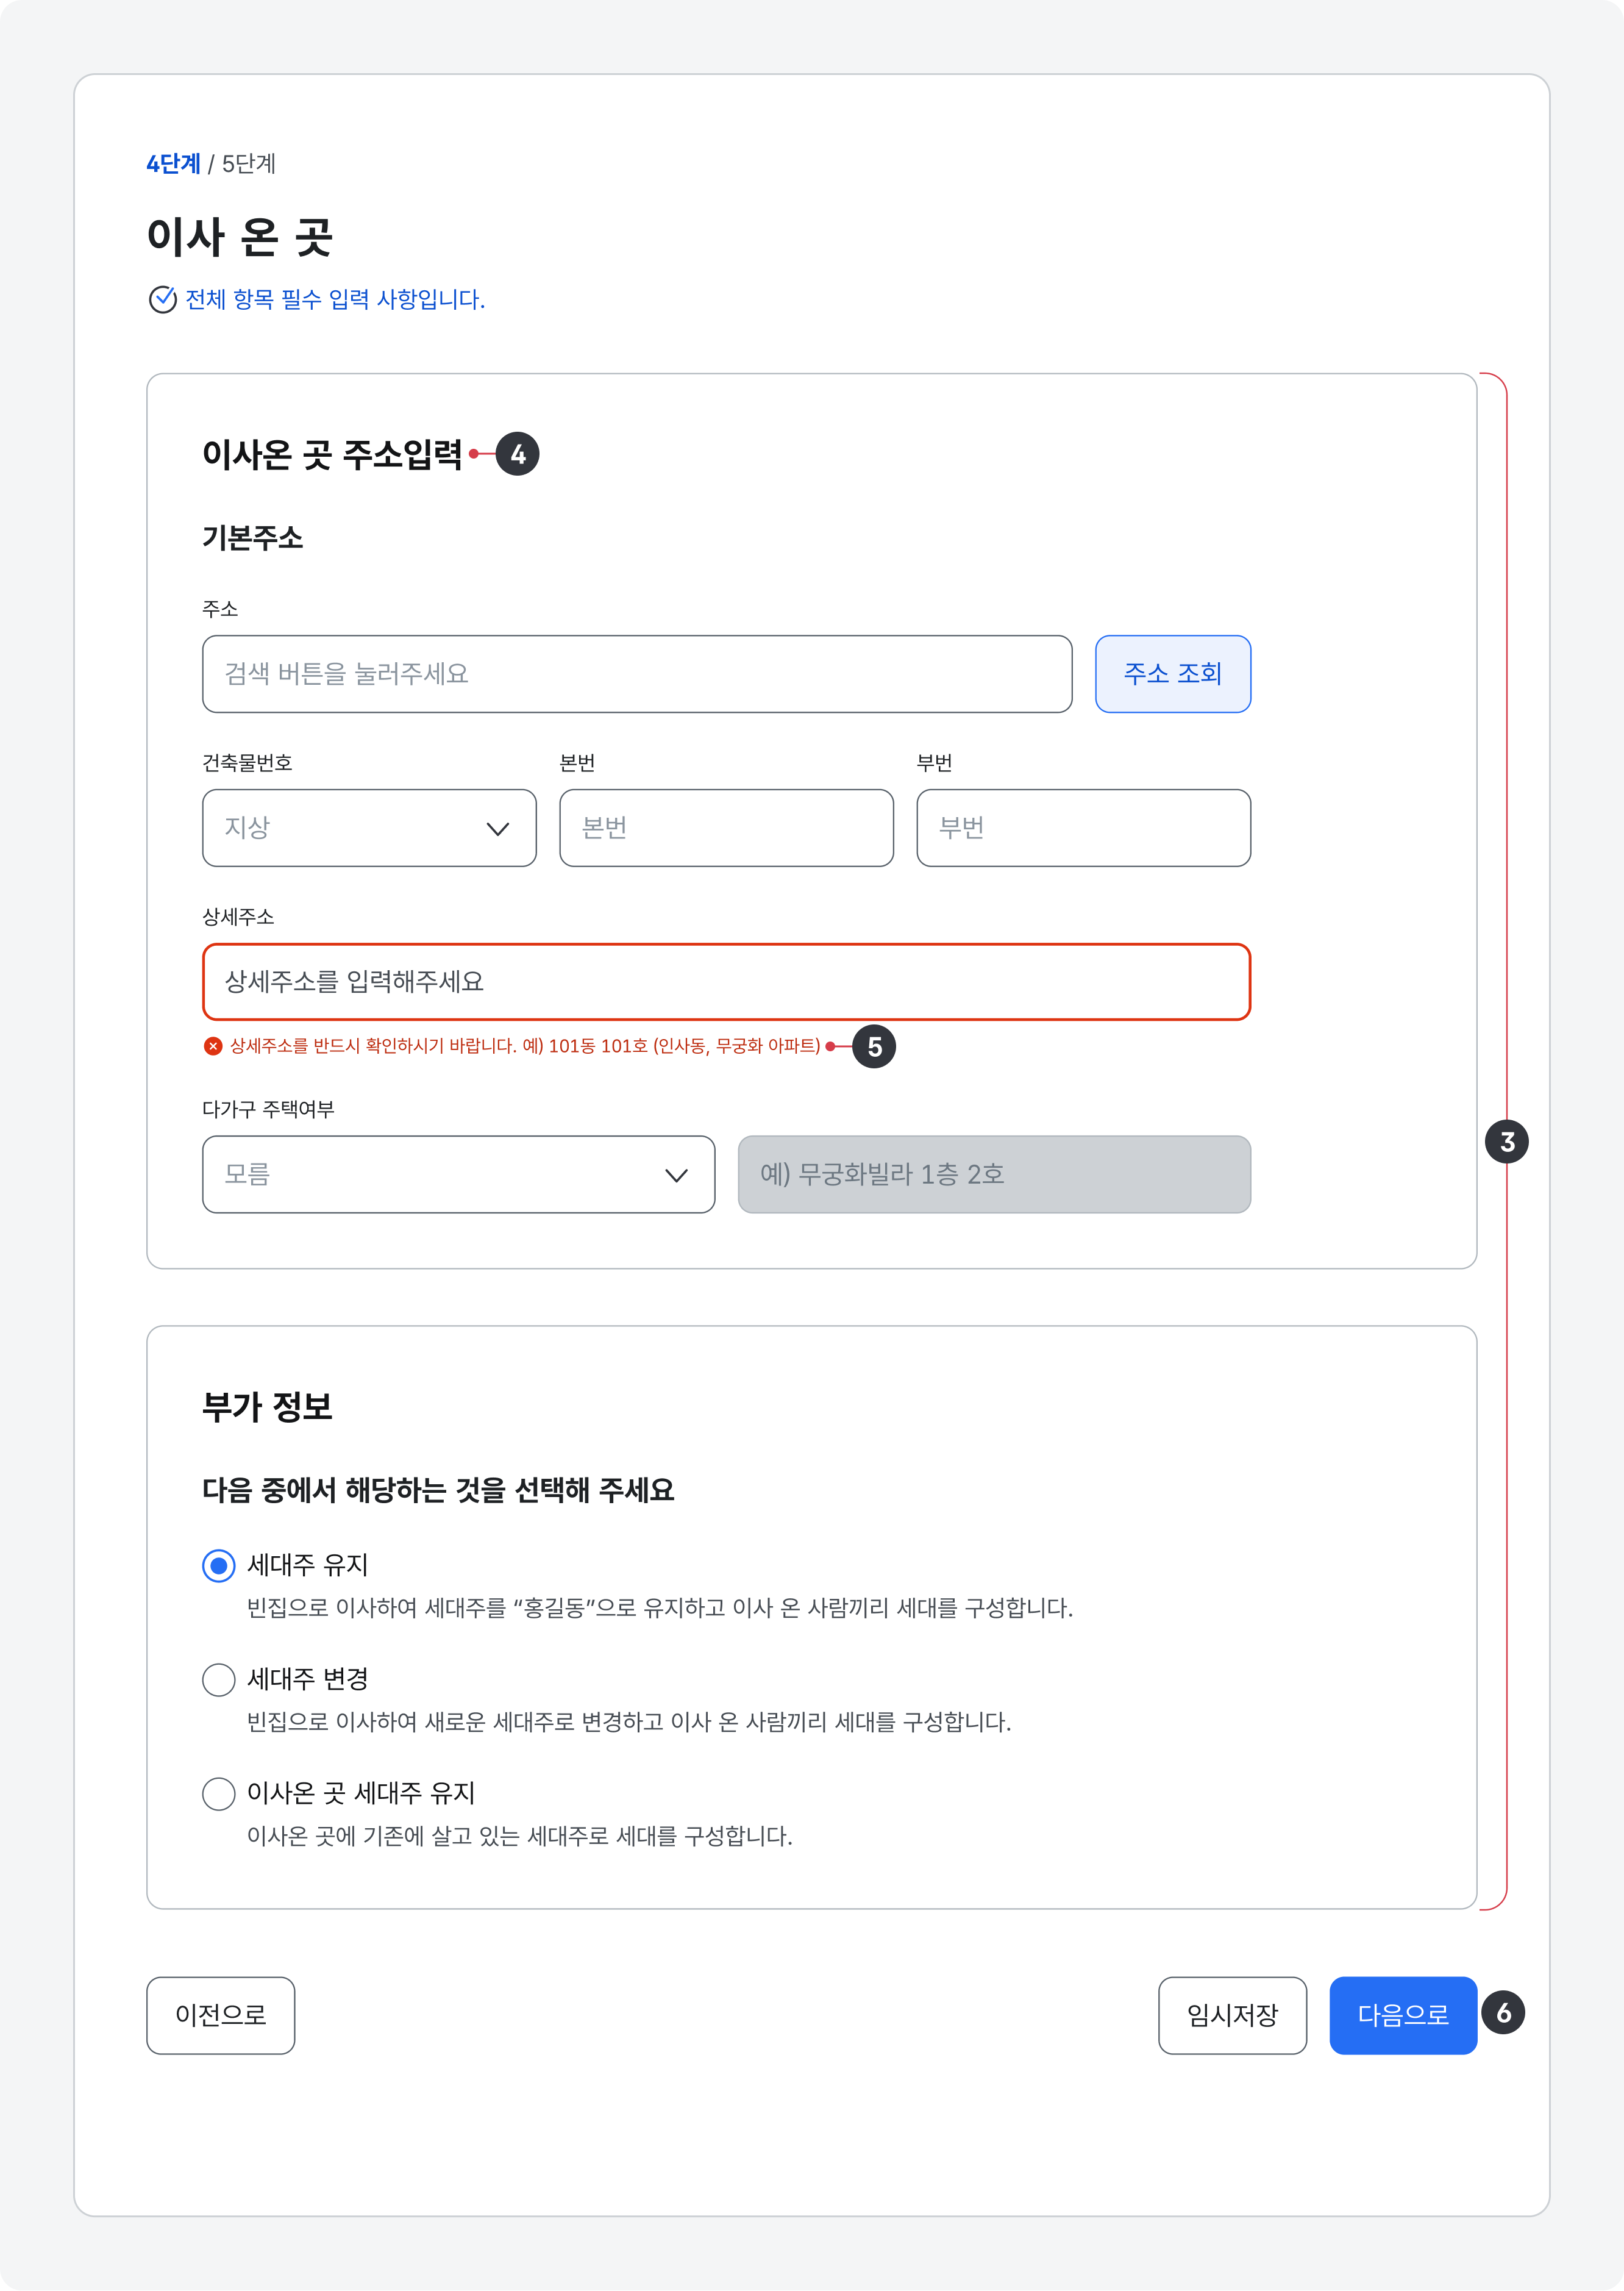 4단계 / 5단계
이사 온 곳
전체 항목 필수 입력 사항입니다.
이사온 곳 주소입력
4
기본주소
주소
검색 버튼을 눌러주세요
주소 조회
건축물번호 본번 부번
지상 본번 부번
상세주소
상세주소를 입력해주세요
상세주소를 반드시 확인하시기 바랍니다. 예) 101동 101호 (인사동, 무궁화 아파트)
5
다가구 주택여부
3
모름 예) 무궁화빌라 1층 2호
부가 정보
다음 중에서 해당하는 것을 선택해 주세요
세대주 유지
빈집으로 이사하여 세대주를 “홍길동”으로 유지하고 이사 온 사람끼리 세대를 구성합니다.
세대주 변경
빈집으로 이사하여 새로운 세대주로 변경하고 이사 온 사람끼리 세대를 구성합니다.
이사온 곳 세대주 유지
이사온 곳에 기존에 살고 있는 세대주로 세대를 구성합니다.
이전으로 임시저장 다음으로
6